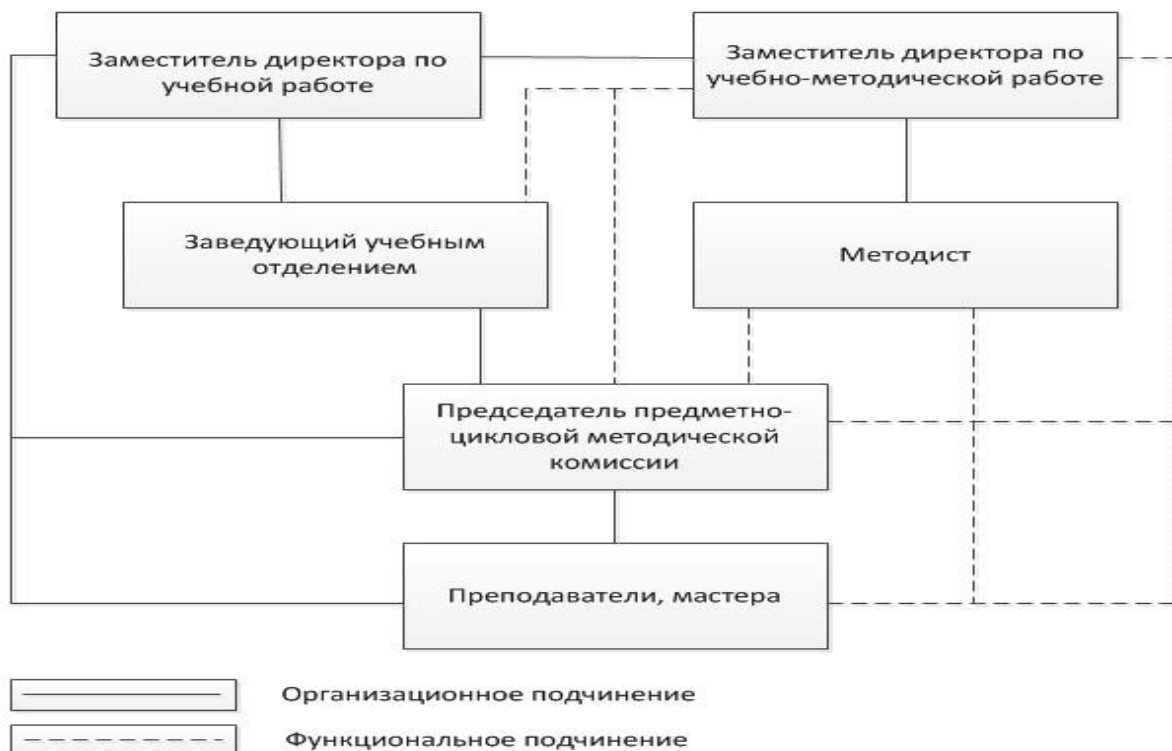 Заместитель директора по
учебной работе
Заместитель директора по
учебно-методической работе
Заведующий учебным
отделением
Методист
Председатель предметно-
цикловой методической
комиссии
Преподаватели, мастера
Организационное подчинение
Функциональное подчинение